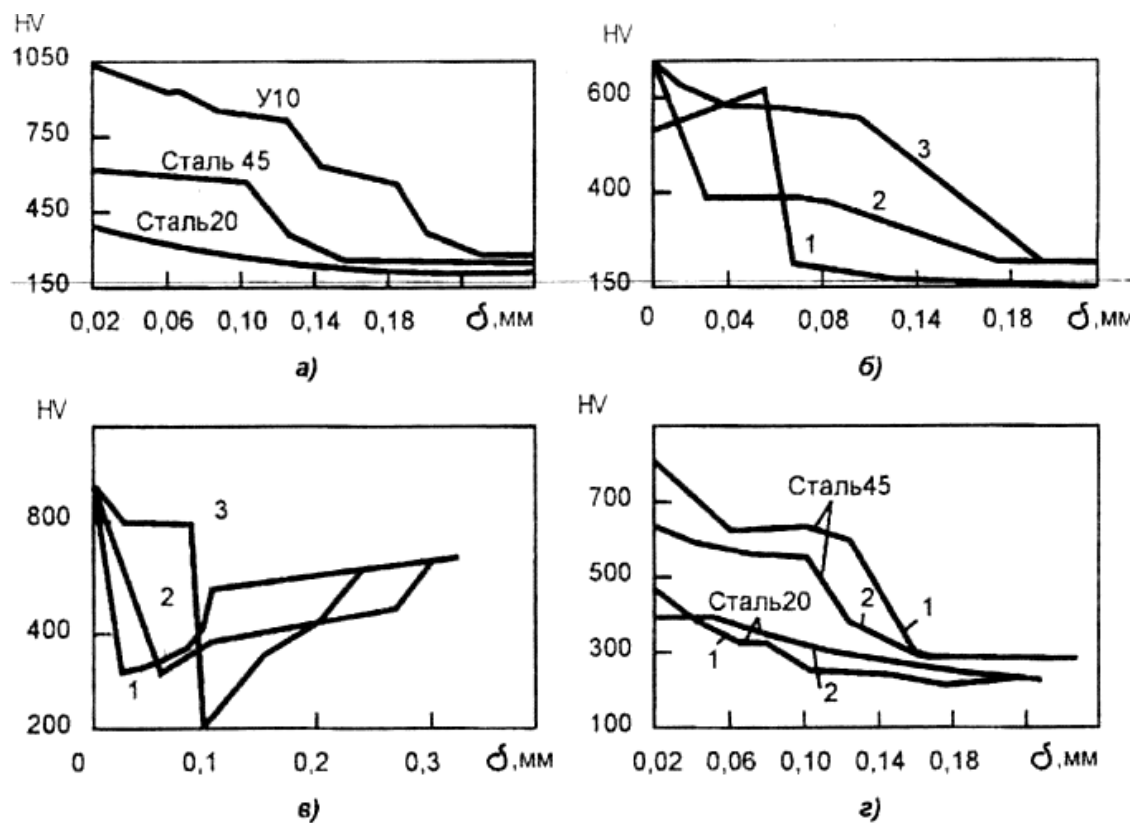 HV
1050
750
450
150
У10
Сталь 45
Сталь20
0,02 0,06 0,10 0,14 0,18 δ,мм
а)
HV
600
400
150
3
2
1
0 0,04 0,08 0,14 0,18 δ,мм
б)
HV
800
400
200
3
2
1
0 0,1 0,2 0,3 δ,мм
в)
HV
700
500
300
100
Сталь45
Сталь20
2
1
1
2
0,02 0,06 0,10 0,14 0,18 δ,мм
г)